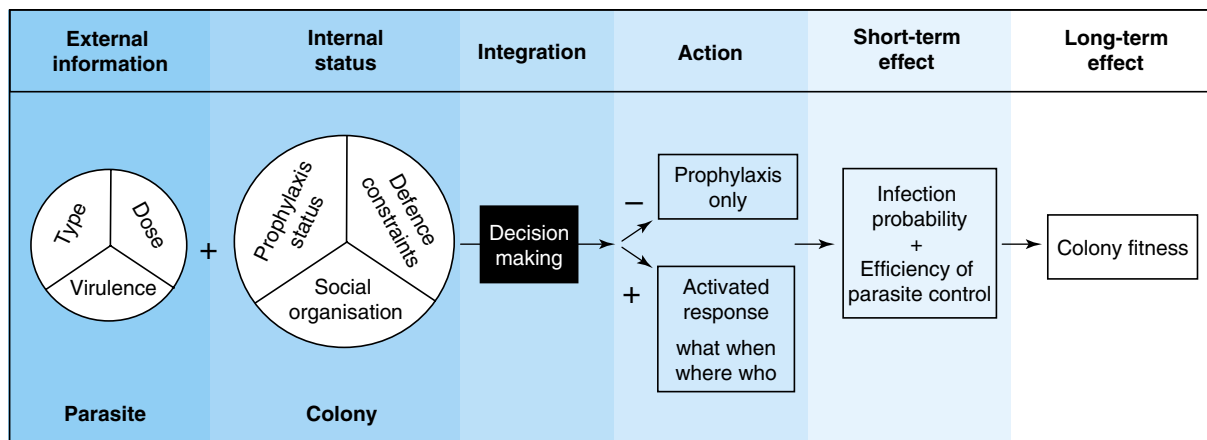 External
information
Internal
status
Integration
Action
Short-term
effect
Long-term
effect
Type
Dose
Virulence
+
Prophylaxis
status
Defence
constraints
Social
organisation
Decision
making
−
Prophylaxis
only
+
Activated
response
what when
where who
Infection
probability
+
Efficiency of
parasite control
Colony fitness
Parasite
Colony